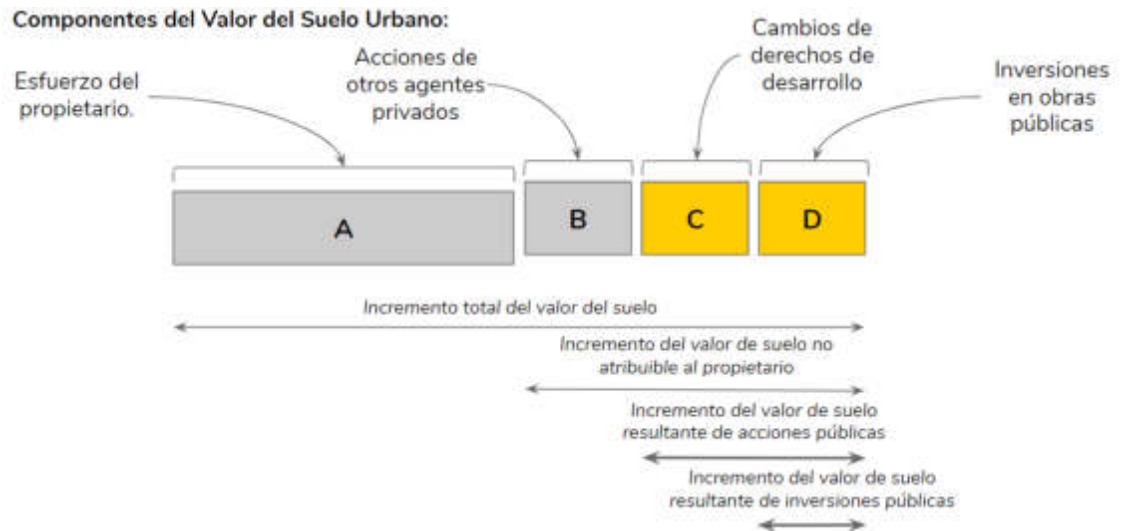 Componentes del Valor del Suelo Urbano:
Esfuerzo del
propietario.
Acciones de
otros agentes
privados
Cambios de
derechos de
desarrollo
Inversiones
en obras
públicas
A
B
C
D
Incremento total del valor del suelo
Incremento del valor de suelo no
atribuible al propietario
Incremento del valor de suelo
resultante de acciones públicas
Incremento del valor de suelo
resultante de inversiones públicas